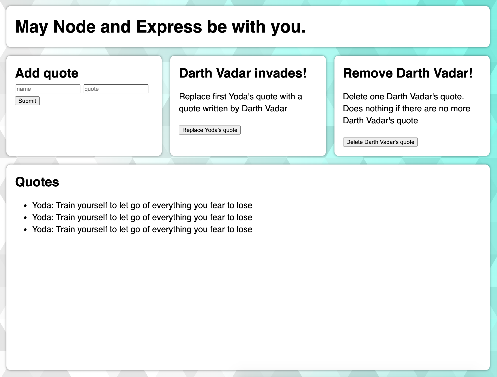 May Node and Express be with you.
Add quote
name quote
Submit
Darth Vadar invades!
Replace first Yoda's quote with a
quote written by Darth Vadar
Replace Yoda's quote
Remove Darth Vadar!
Delete one Darth Vadar's quote.
Does nothing if there are no more
Darth Vadar's quote
Delete Darth Vadar's quote
Quotes
Yoda: Train yourself to let go of everything you fear to lose
Yoda: Train yourself to let go of everything you fear to lose
Yoda: Train yourself to let go of everything you fear to lose